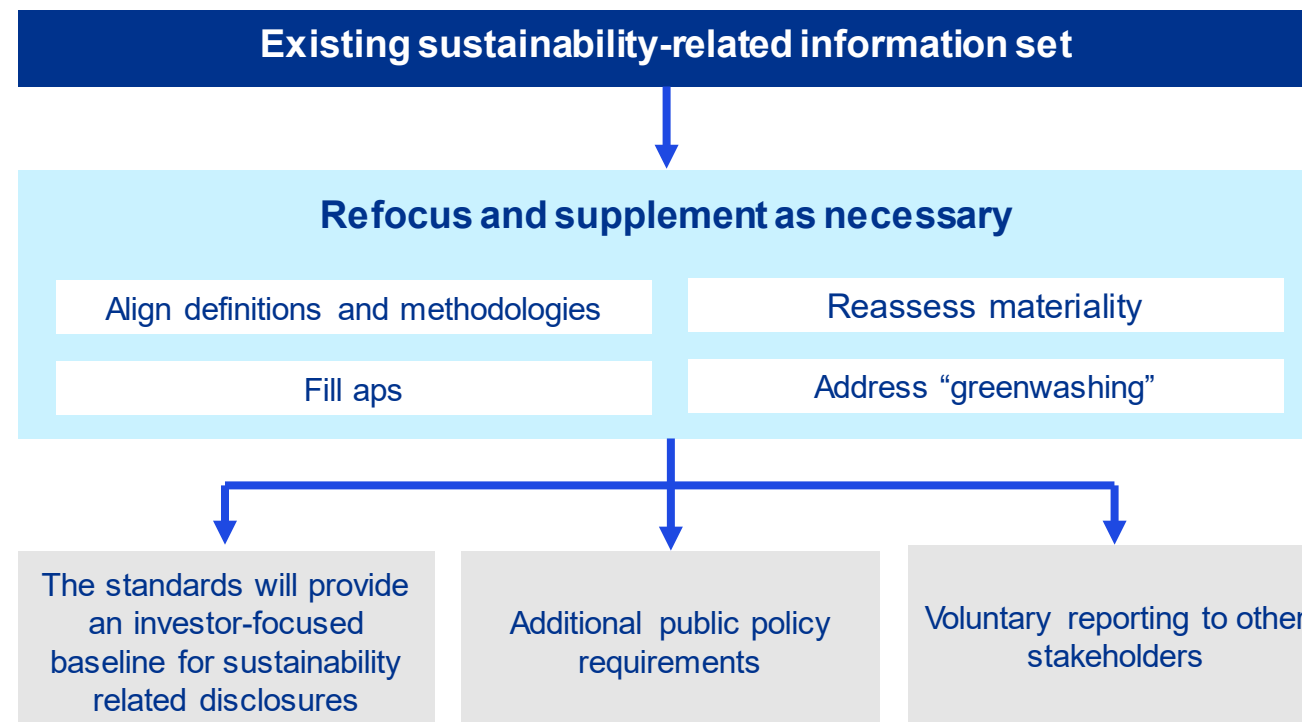 Existing sustainability-related information set
Refocus and supplement as necessary
Align definitions and methodologies
Reassess materiality
Fill aps
Address “greenwashing”
The standards will provide
an investor-focused
baseline for sustainability
related disclosures
Additional public policy
requirements
Voluntary reporting to other
stakeholders